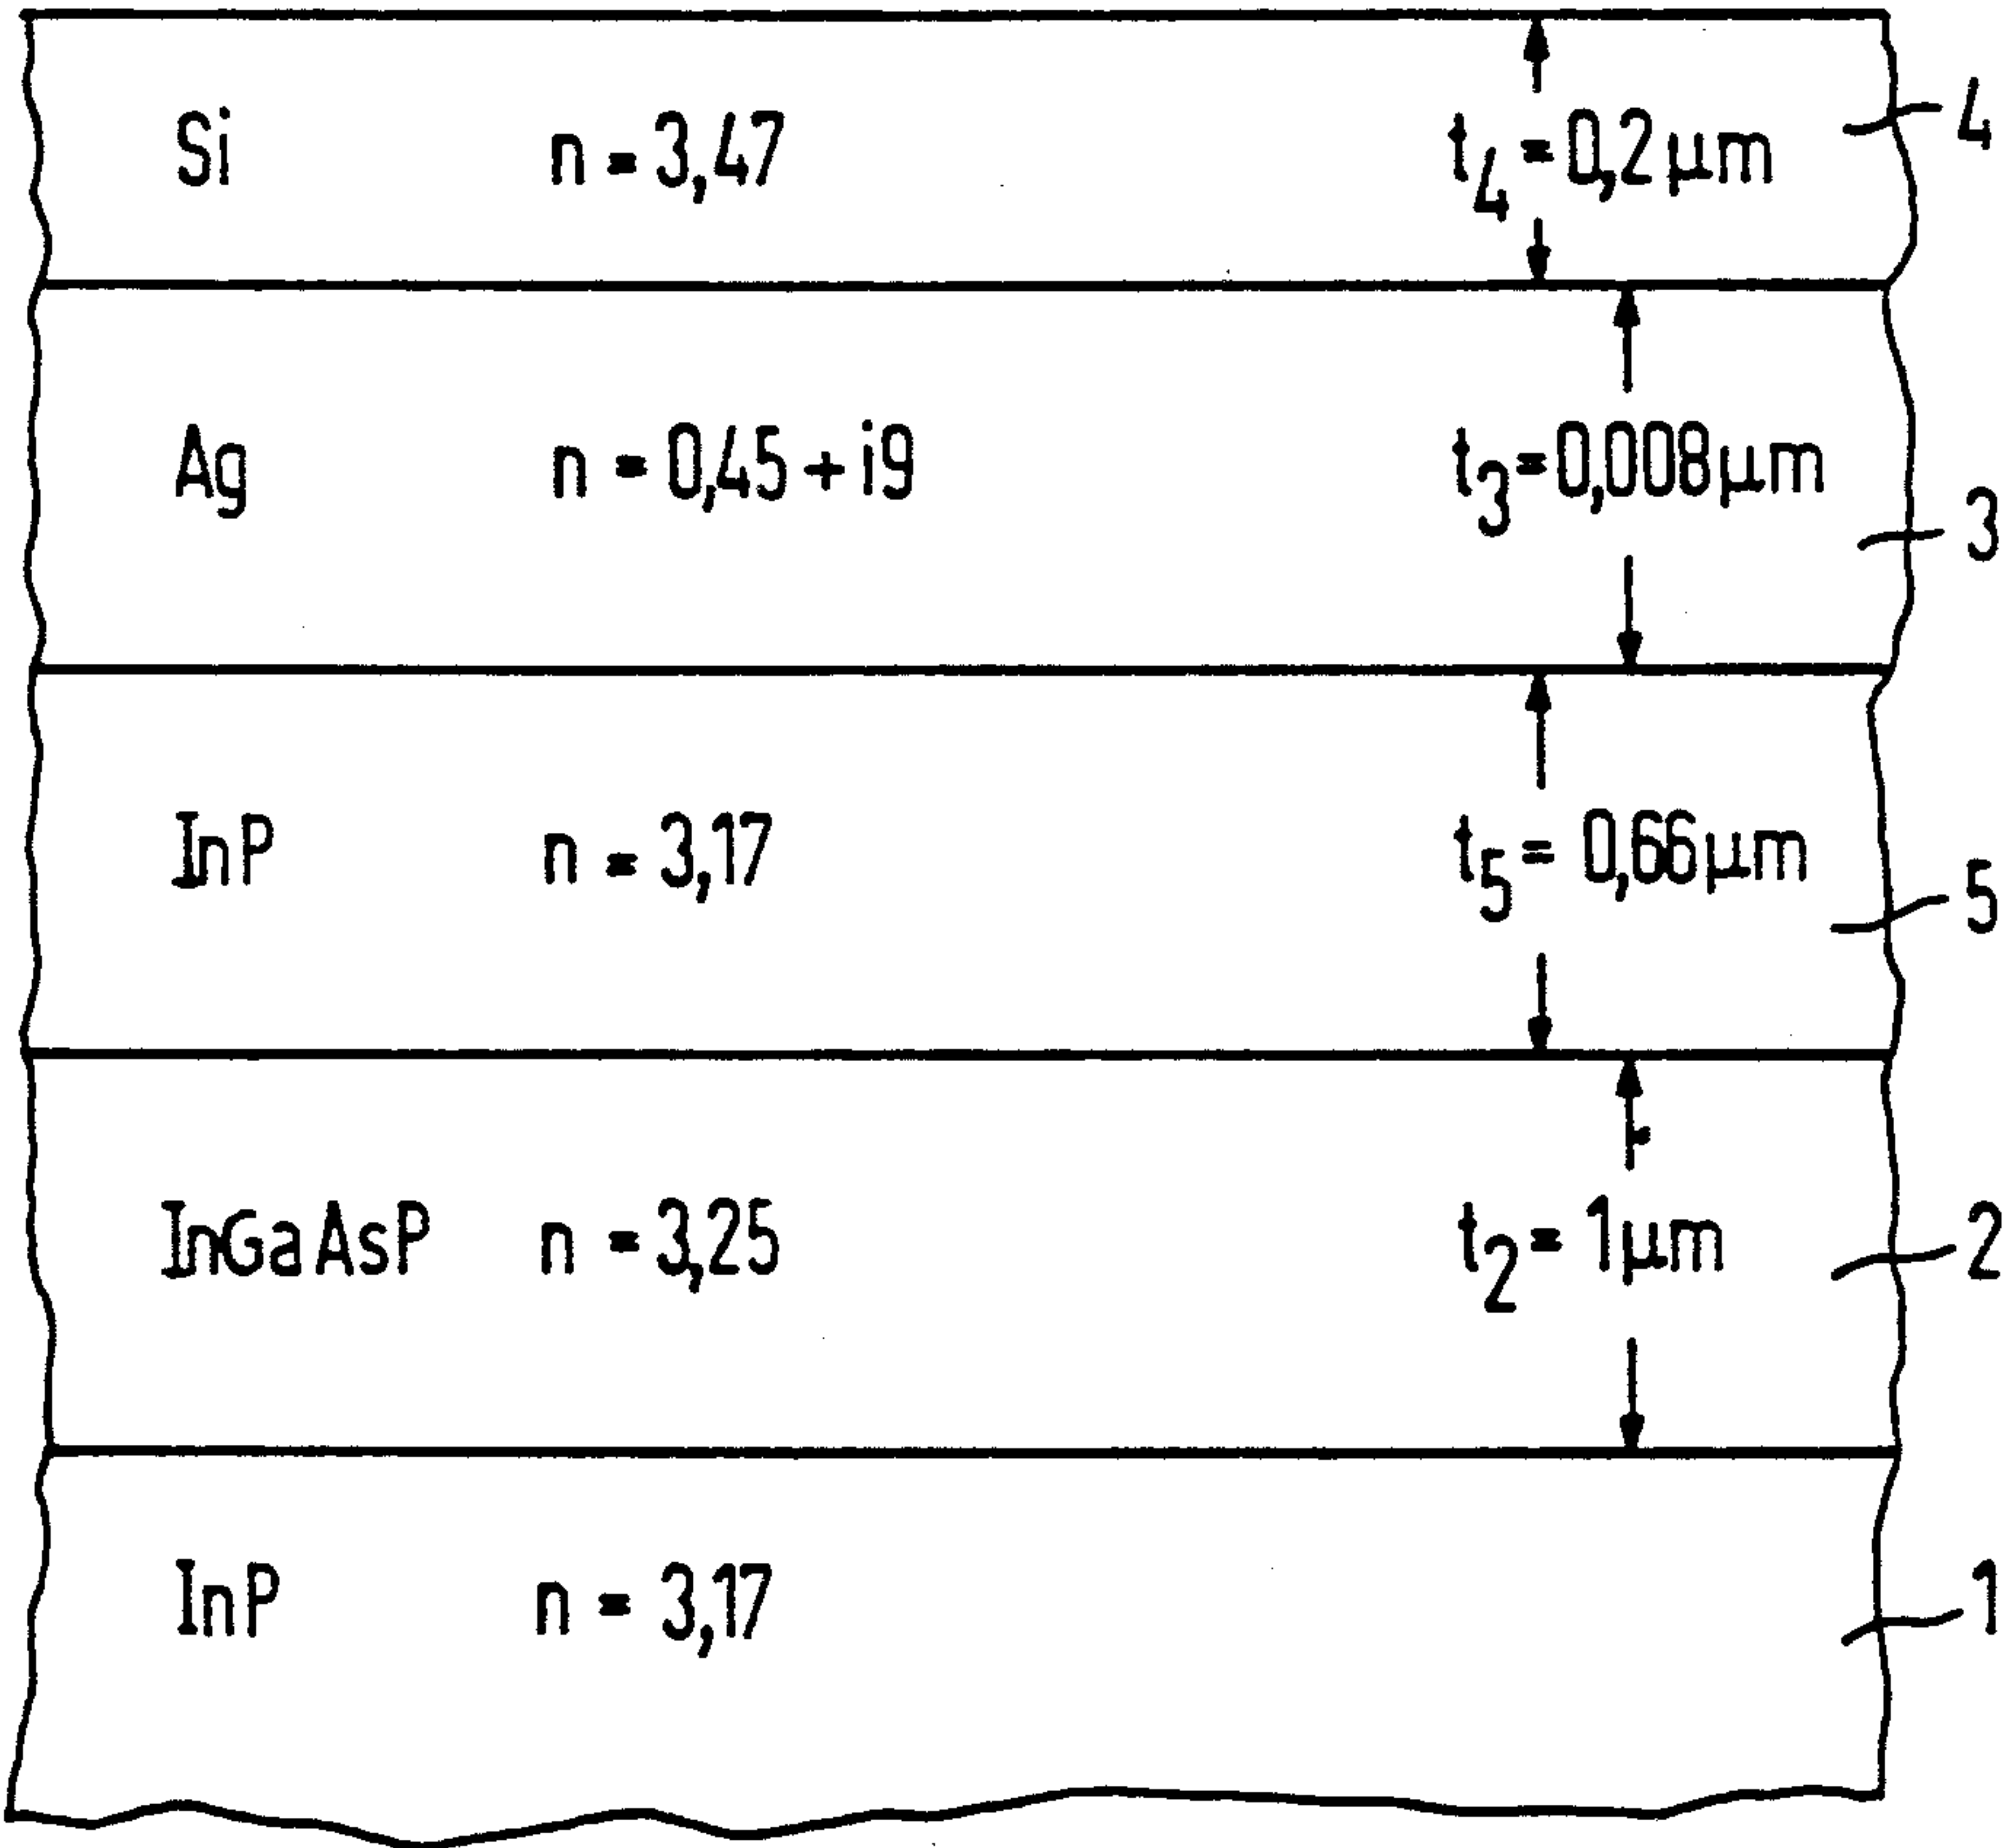 Si n = 3,47 t4 = 0,2 μm 4
Ag n = 0,45 + i9 t3 = 0,008 μm 3
InP n = 3,17 t5 = 0,66 μm 5
InGaAsP n = 3,25 t2 = 1 μm 2
InP n = 3,17 1